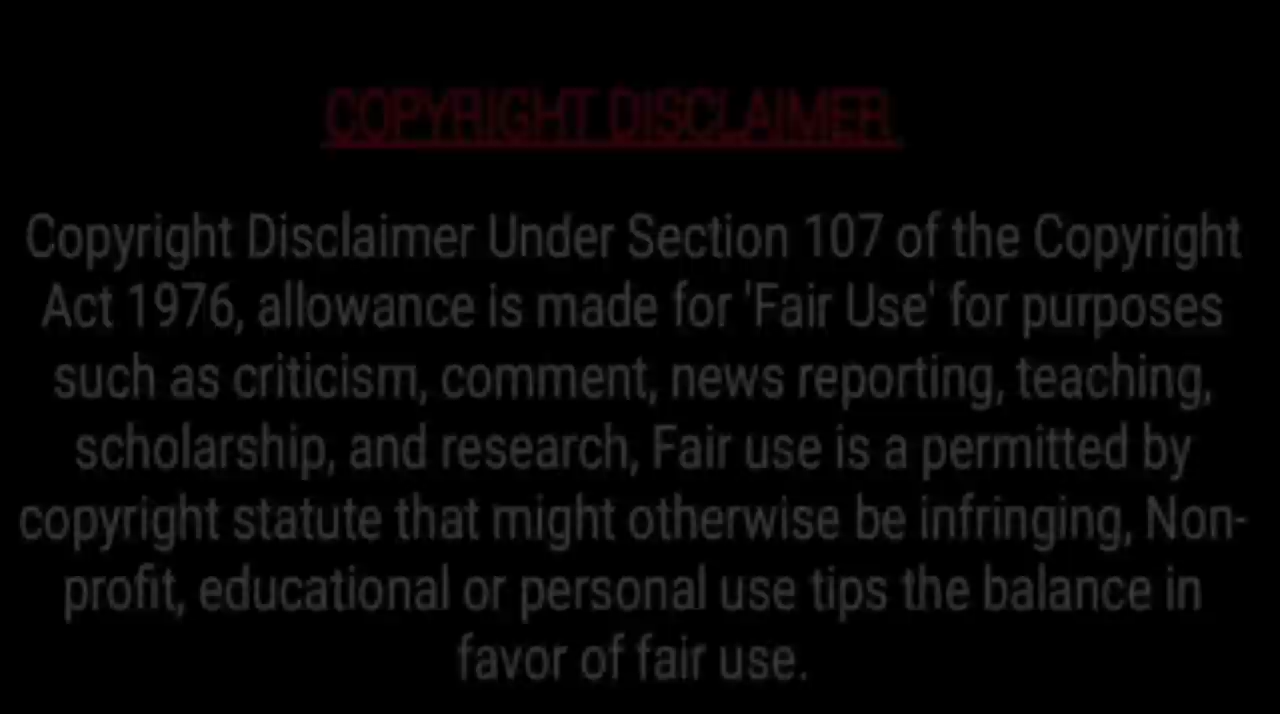 COPYRIGHT DISCLAIMER
Copyright Disclaimer Under Section 107 of the Copyright
Act 1976, allowance is made for 'Fair Use' for purposes
such as criticism, comment, news reporting, teaching,
scholarship, and research, Fair use is a permitted by
copyright statute that might otherwise be infringing, Non-
profit, educational or personal use tips the balance in
favor of fair use.